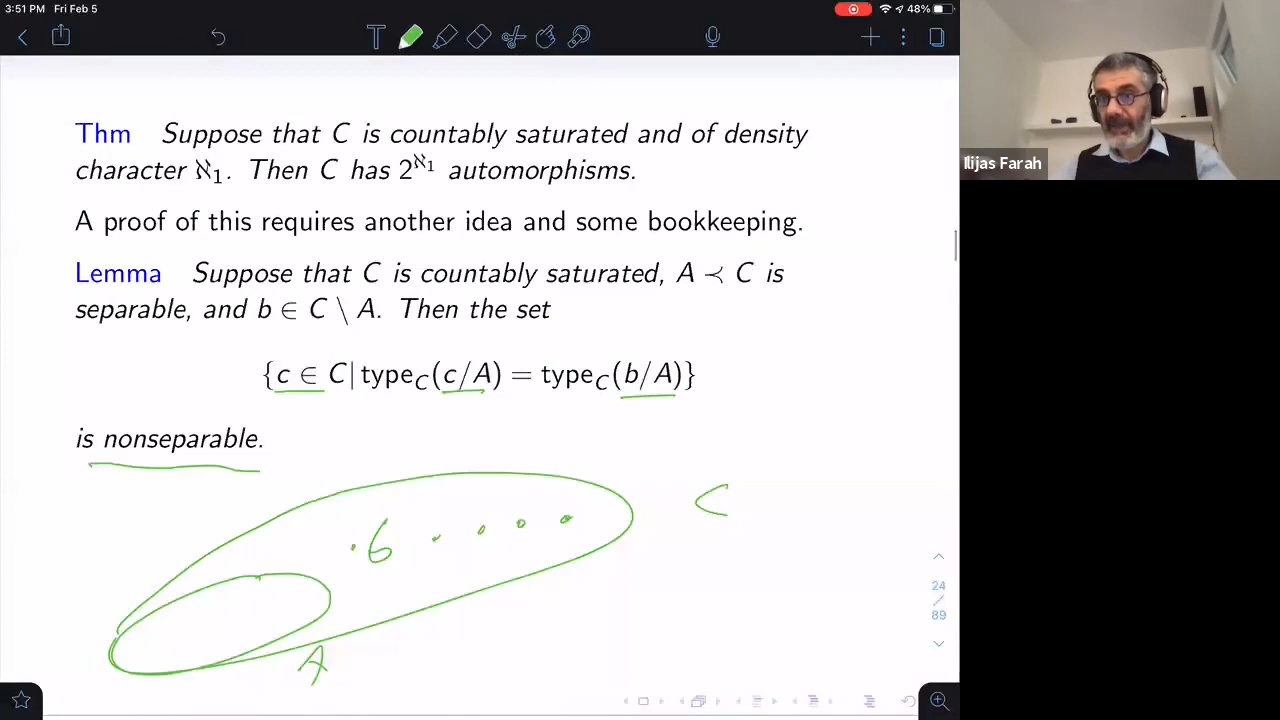 3:51 PM Fri Feb 5
48%
Thm Suppose that C is countably saturated and of density
character ℵ₁. Then C has 2^ℵ₁ automorphisms.
A proof of this requires another idea and some bookkeeping.
Lemma Suppose that C is countably saturated, A ≺ C is
separable, and b ∈ C \ A. Then the set
{c ∈ C| type_C(c/A) = type_C(b/A)}
is nonseparable.
C
b
A
24
/
89
Ilijas Farah